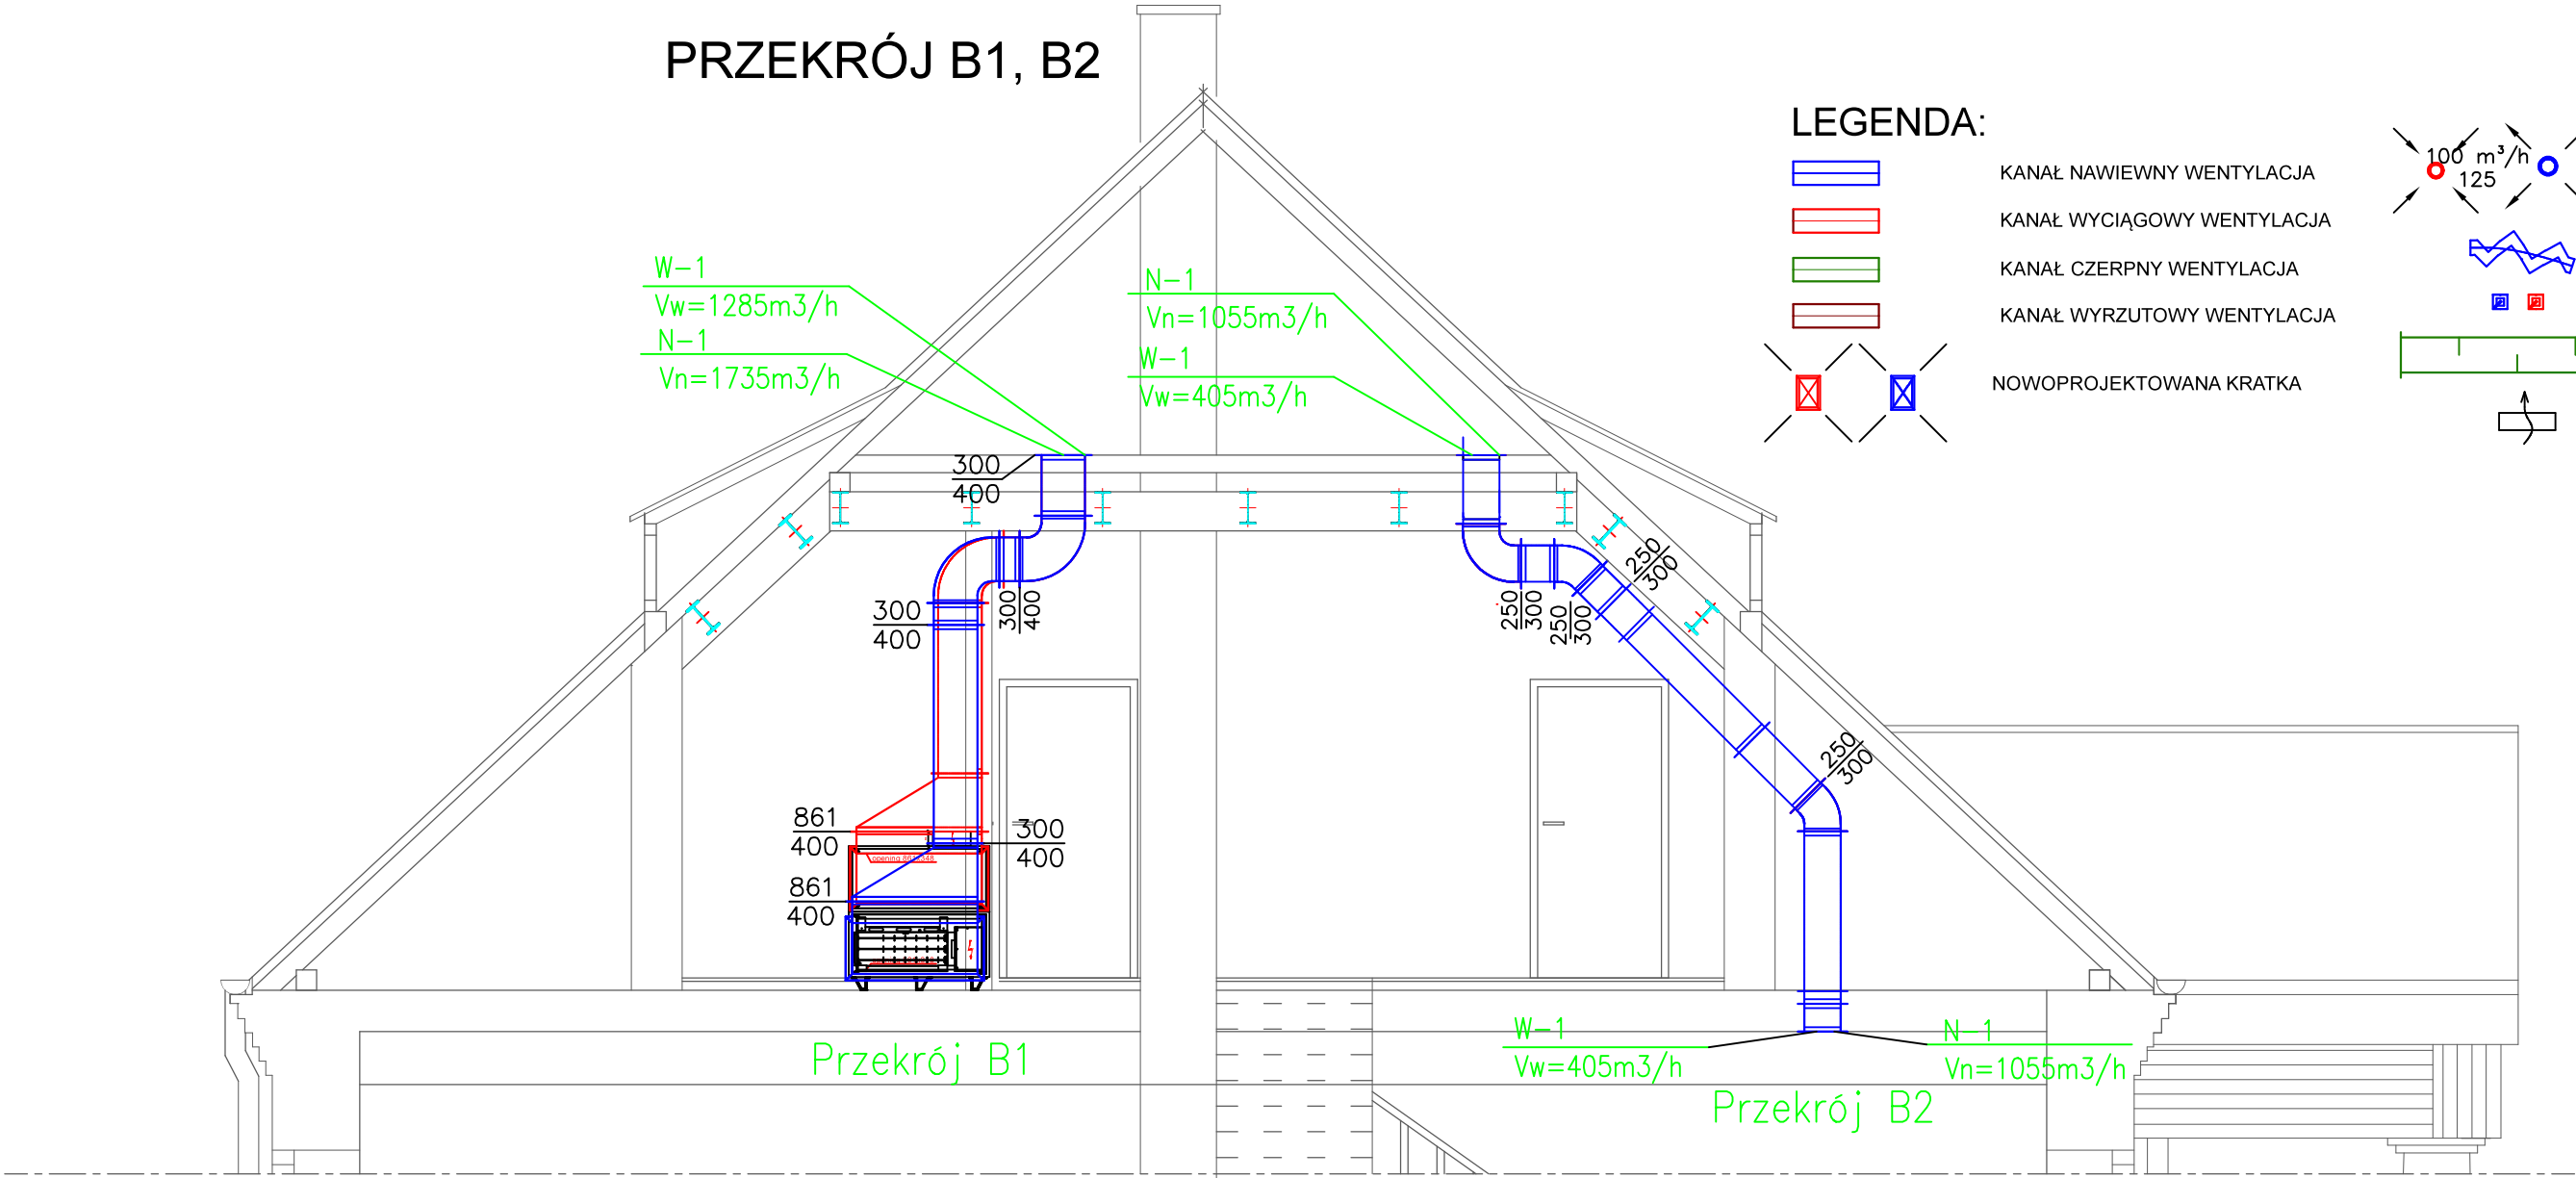 PRZEKRÓJ B1, B2
LEGENDA:
KANAŁ NAWIEWNY WENTYLACJA
KANAŁ WYCIĄGOWY WENTYLACJA
KANAŁ CZERPNY WENTYLACJA
KANAŁ WYRZUTOWY WENTYLACJA
NOWOPROJEKTOWANA KRATKA
100 m³/h
125
W-1
Vw=1285m3/h
N-1
Vn=1735m3/h
N-1
Vn=1055m3/h
W-1
Vw=405m3/h
300
400
300
400
300
400
250
300
250
300
250
300
250
300
861
400
300
400
861
400
W-1
Vw=405m3/h
N-1
Vn=1055m3/h
Przekrój B1
Przekrój B2